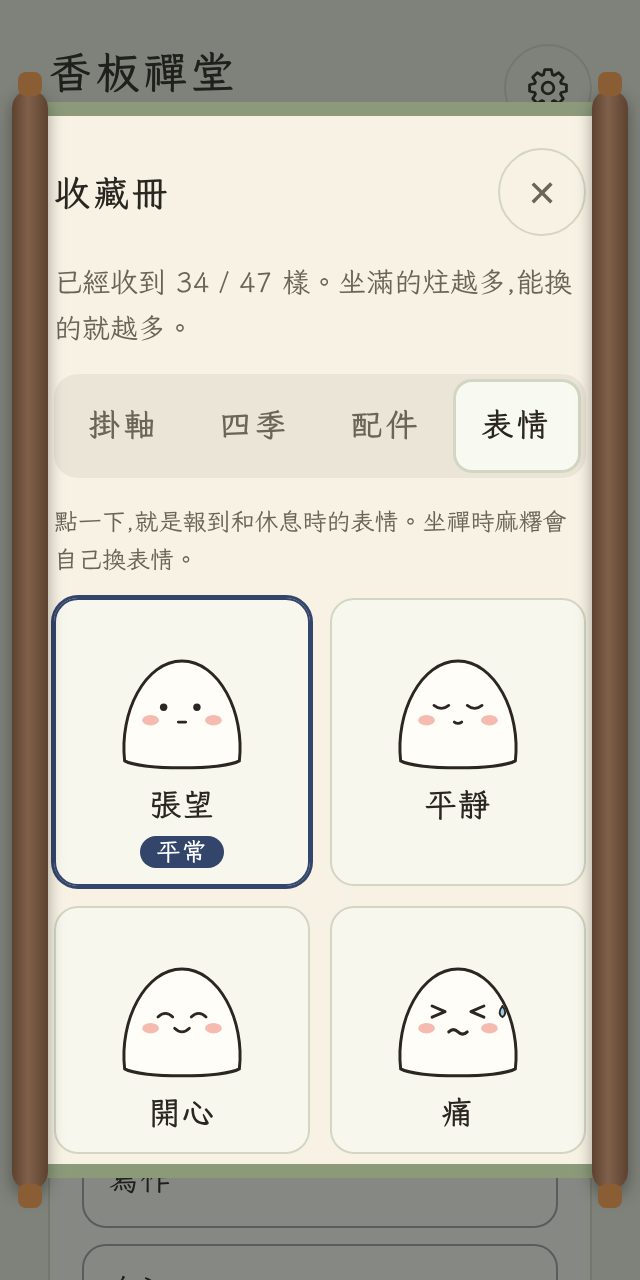 香板禪堂
收藏冊
已經收到 34 / 47 樣。坐滿的炷越多,能換
的就越多。
掛軸 四季 配件 表情
點一下,就是報到和休息時的表情。坐禪時麻糬會
自己換表情。
張望 平靜
平常
開心 痛
寫作